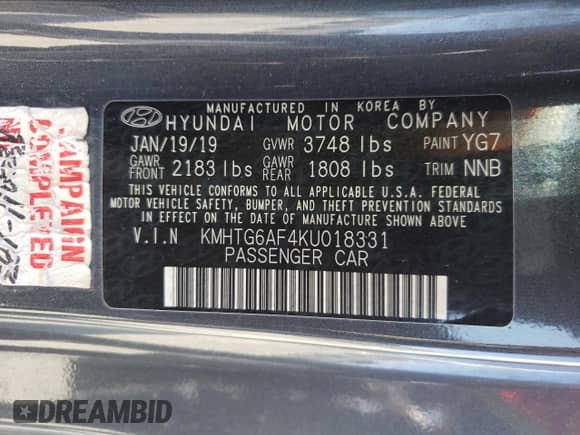 MANUFACTURED IN KOREA BY
HYUNDAI MOTOR COMPANY
JAN/19/19 GVWR 3748 lbs PAINT YG7
GAWR FRONT 2183 lbs GAWR REAR 1808 lbs TRIM NNB
THIS VEHICLE CONFORMS TO ALL APPLICABLE U.S.A. FEDERAL
MOTOR VEHICLE SAFETY, BUMPER, AND THEFT PREVENTION
STANDARDS IN EFFECT ON THE DATE OF MANUFACTURE SHOWN ABOVE.
V.I.N KMHTG6AF4KU018331
PASSENGER CAR
CAMPAIGN
COMPLETED
DREAMBID